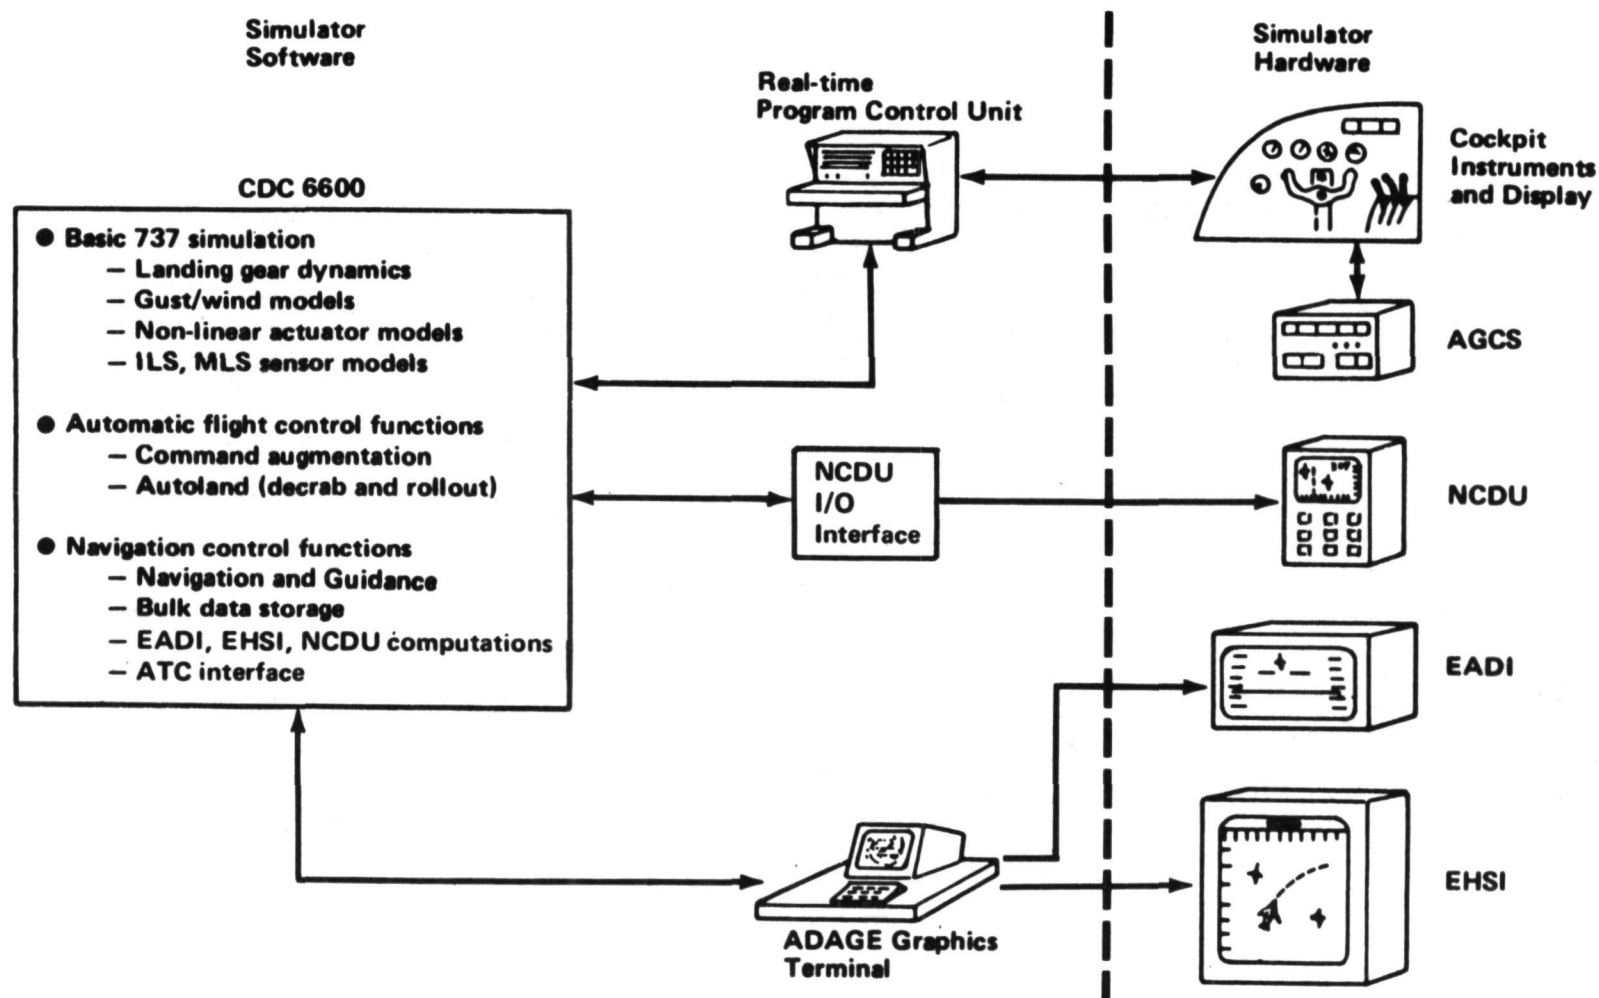 Simulator
Software
Simulator
Hardware
Real-time
Program Control Unit
Cockpit
Instruments
and Display
CDC 6600
● Basic 737 simulation
— Landing gear dynamics
— Gust/wind models
— Non-linear actuator models
— ILS, MLS sensor models
● Automatic flight control functions
— Command augmentation
— Autoland (decrab and rollout)
● Navigation control functions
— Navigation and Guidance
— Bulk data storage
— EADI, EHSI, NCDU computations
— ATC interface
AGCS
NCDU
I/O
Interface
NCDU
EADI
EHSI
ADAGE Graphics
Terminal